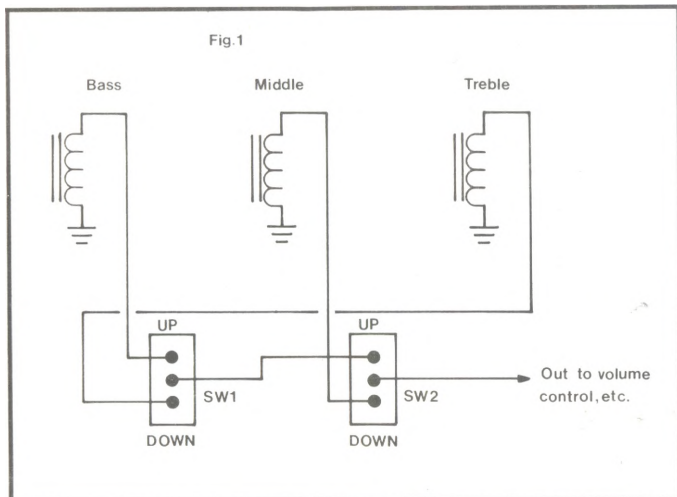 Fig.1
Bass Middle Treble
UP UP
SW1 SW2
Out to volume
control,etc.
DOWN DOWN